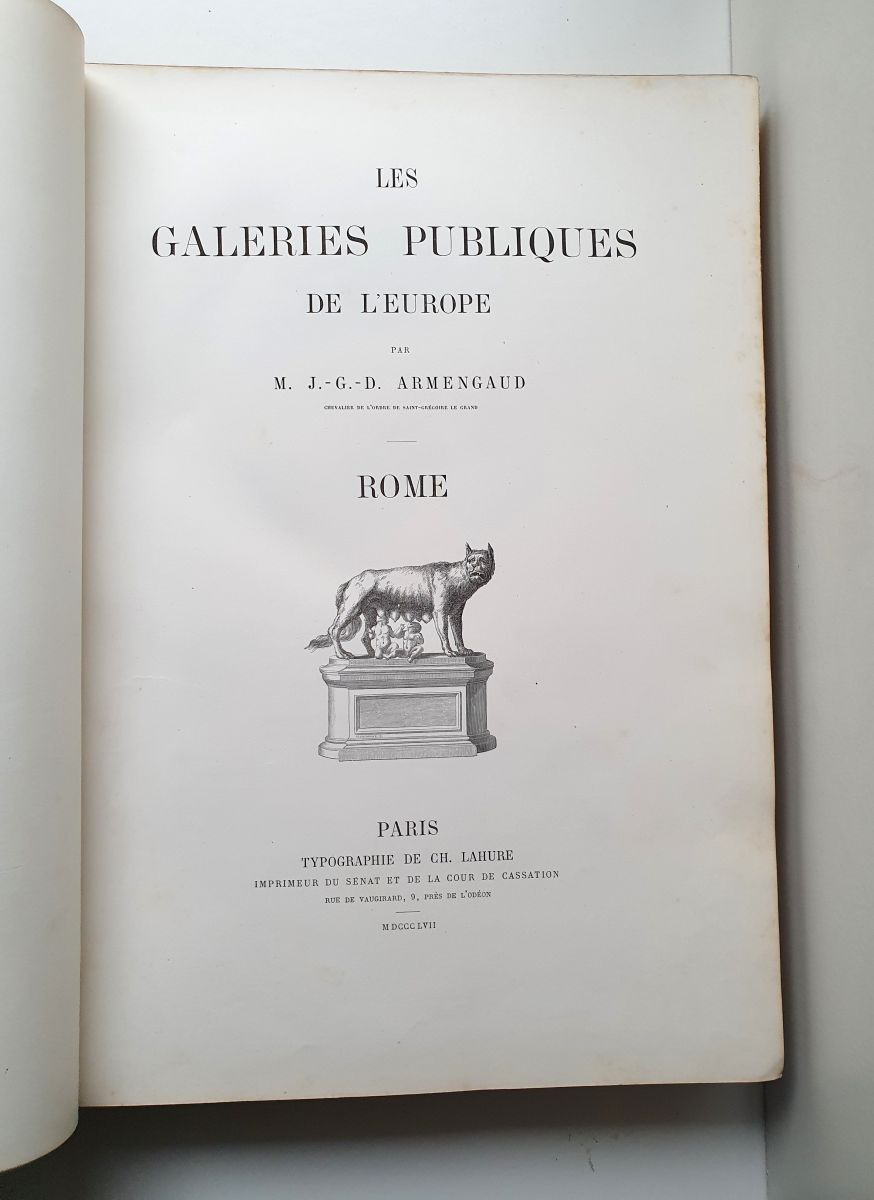 LES
GALERIES PUBLIQUES
DE L'EUROPE
PAR
M. J.-G.-D. ARMENGAUD
CHEVALIER DE L'ORDRE DE SAINT-GRÉGOIRE LE GRAND
ROME
PARIS
TYPOGRAPHIE DE CH. LAHURE
IMPRIMEUR DU SÉNAT ET DE LA COUR DE CASSATION
RUE DE VAUGIRARD, 9, PRÈS DE L'ODÉON
MDCCCLVII